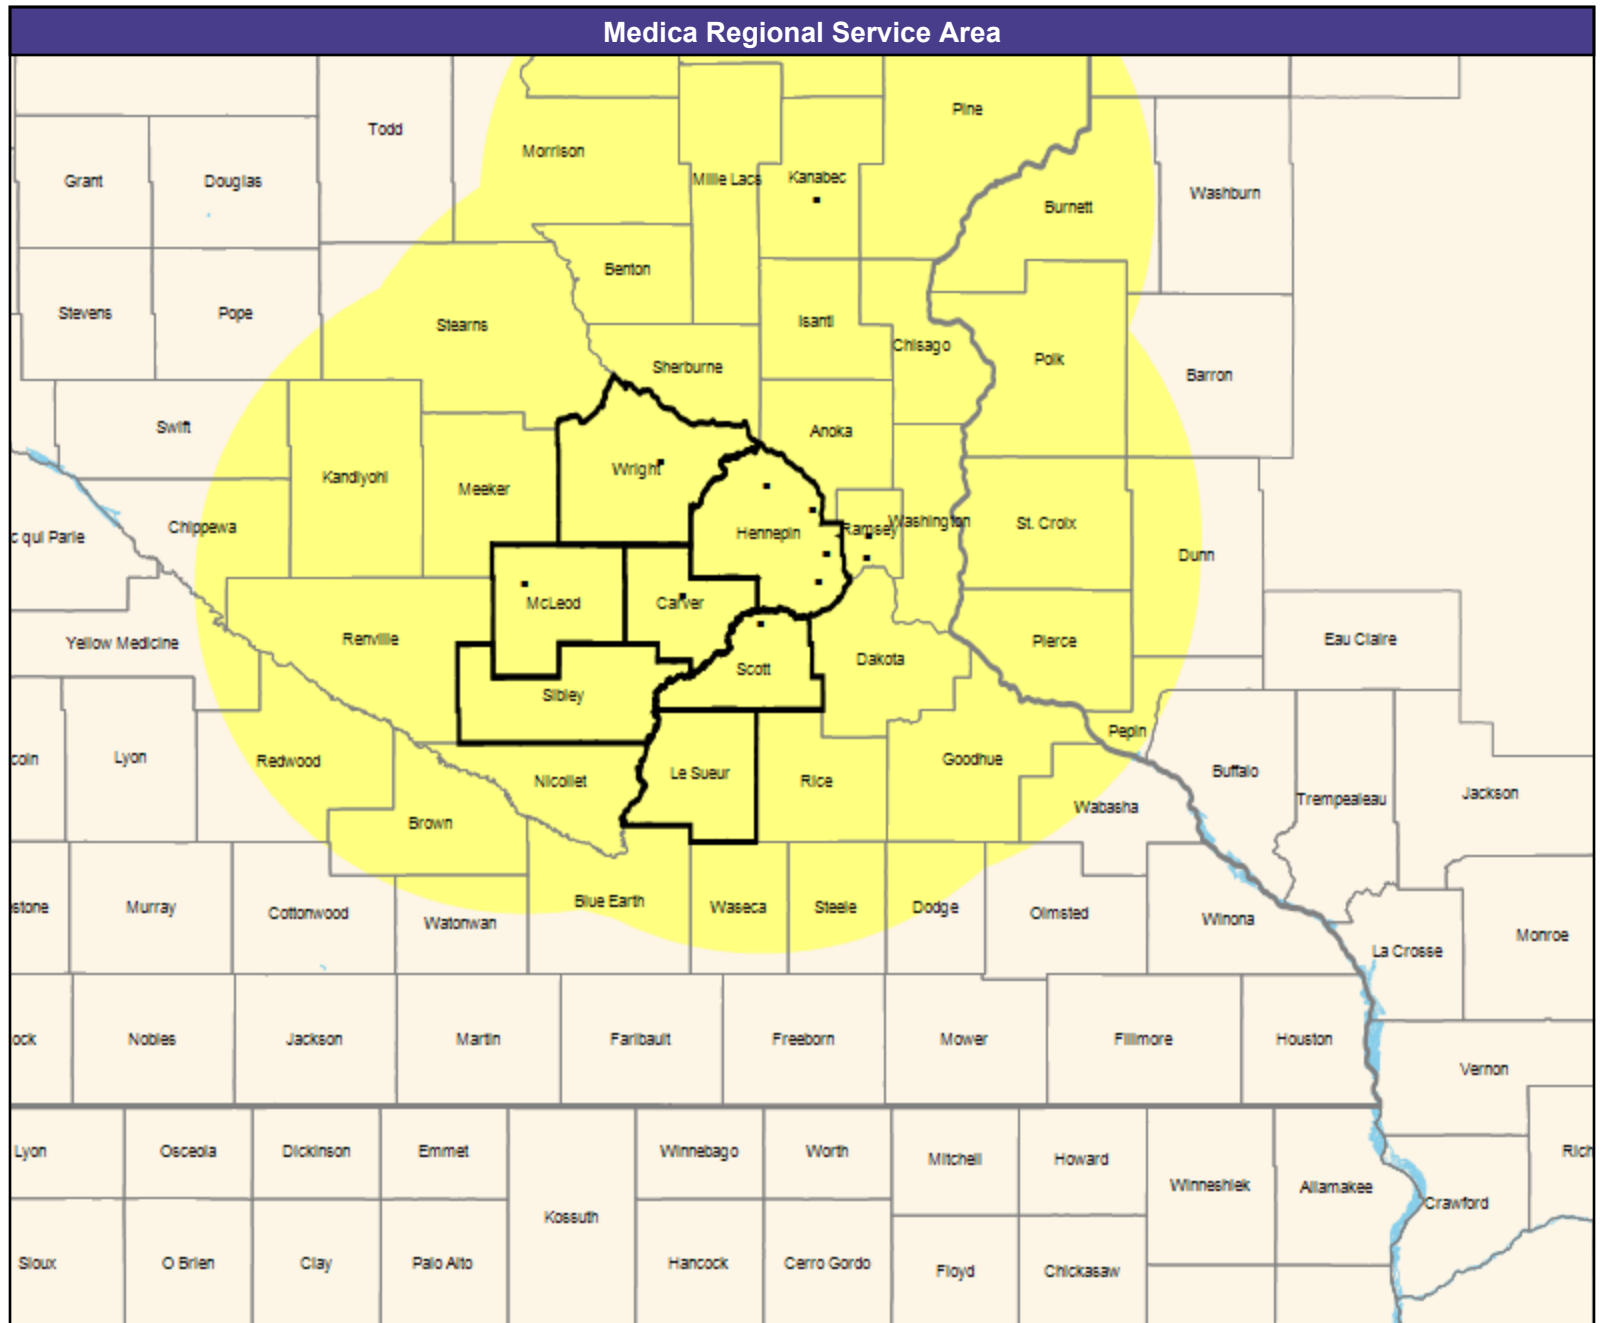 Medica Regional Service Area
Pine
Todd
Morrison
Grant
Douglas
Mille Lacs
Kanabec
Washburn
Burnett
Benton
Stevens
Pope
Stearns
Isanti
Chisago
Polk
Sherburne
Barron
Swift
Anoka
Wright
Kandiyohi
Meeker
Chippewa
Hennepin
Ramsey
Washington
St. Croix
c qui Parle
Dunn
McLeod
Carver
Yellow Medicine
Renville
Scott
Dakota
Pierce
Eau Claire
Sibley
Pepin
coln
Lyon
Redwood
Nicollet
Le Sueur
Rice
Goodhue
Buffalo
Trempealeau
Jackson
Wabasha
Brown
stone
Murray
Cottonwood
Watonwan
Blue Earth
Waseca
Steele
Dodge
Olmsted
Winona
La Crosse
Monroe
ock
Nobles
Jackson
Martin
Faribault
Freeborn
Mower
Fillmore
Houston
Vernon
Lyon
Osceola
Dickinson
Emmet
Winnebago
Worth
Mitchell
Howard
Rich
Winneshiek
Allamakee
Crawford
Kossuth
Sioux
O Brien
Clay
Palo Alto
Hancock
Cerro Gordo
Floyd
Chickasaw